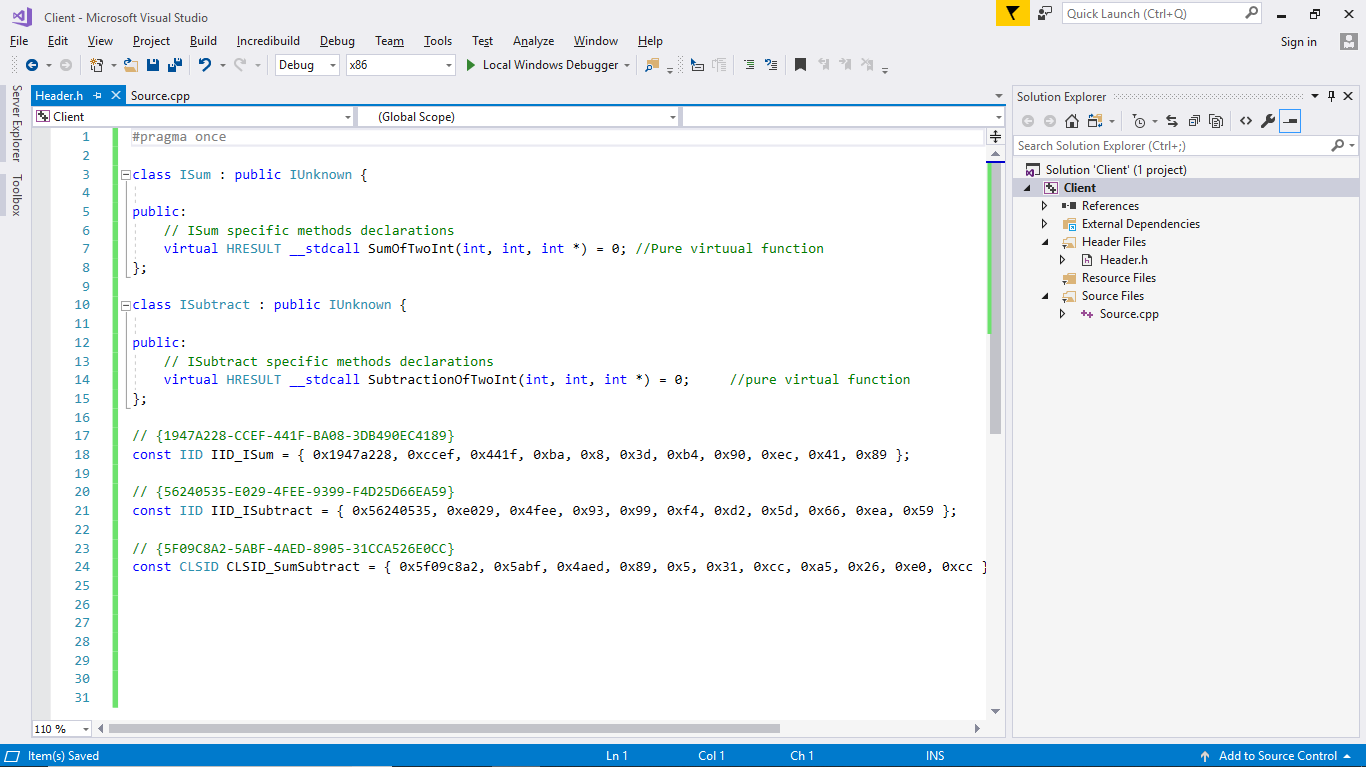 Client - Microsoft Visual Studio
Quick Launch (Ctrl+Q)
File Edit View Project Build Incredibuild Debug Team Tools Test Analyze Window Help
Sign in
Debug x86 Local Windows Debugger
Server Explorer
Toolbox
Header.h Source.cpp
Client (Global Scope)
1 #pragma once
2
3 class ISum : public IUnknown {
4
5 public:
6 // ISum specific methods declarations
7 virtual HRESULT __stdcall SumOfTwoInt(int, int, int *) = 0; //Pure virtuual function
8 };
9
10 class ISubtract : public IUnknown {
11
12 public:
13 // ISubtract specific methods declarations
14 virtual HRESULT __stdcall SubtractionOfTwoInt(int, int, int *) = 0; //pure virtual function
15 };
16
17 // {1947A228-CCEF-441F-BA08-3DB490EC4189}
18 const IID IID_ISum = { 0x1947a228, 0xccef, 0x441f, 0xba, 0x8, 0x3d, 0xb4, 0x90, 0xec, 0x41, 0x89 };
19
20 // {56240535-E029-4FEE-9399-F4D25D66EA59}
21 const IID IID_ISubtract = { 0x56240535, 0xe029, 0x4fee, 0x93, 0x99, 0xf4, 0xd2, 0x5d, 0x66, 0xea, 0x59 };
22
23 // {5F09C8A2-5ABF-4AED-8905-31CCA526E0CC}
24 const CLSID CLSID_SumSubtract = { 0x5f09c8a2, 0x5abf, 0x4aed, 0x89, 0x5, 0x31, 0xcc, 0xa5, 0x26, 0xe0, 0xcc }
25
26
27
28
29
30
31
110 %
Solution Explorer
Search Solution Explorer (Ctrl+;)
Solution 'Client' (1 project)
Client
References
External Dependencies
Header Files
Header.h
Resource Files
Source Files
Source.cpp
Item(s) Saved Ln 1 Col 1 Ch 1 INS Add to Source Control